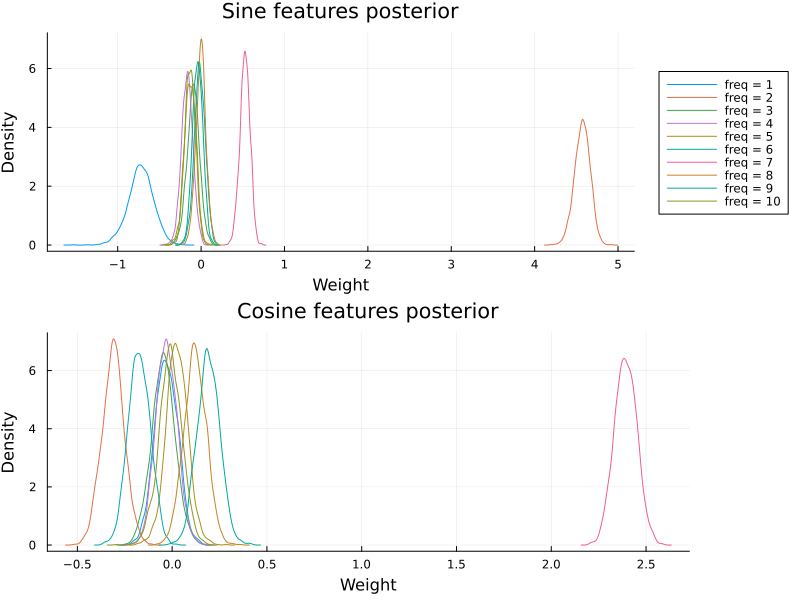 Sine features posterior
Density
6
4
2
0
−1 0 1 2 3 4 5
Weight
freq = 1
freq = 2
freq = 3
freq = 4
freq = 5
freq = 6
freq = 7
freq = 8
freq = 9
freq = 10
Cosine features posterior
Density
6
4
2
0
−0.5 0.0 0.5 1.0 1.5 2.0 2.5
Weight